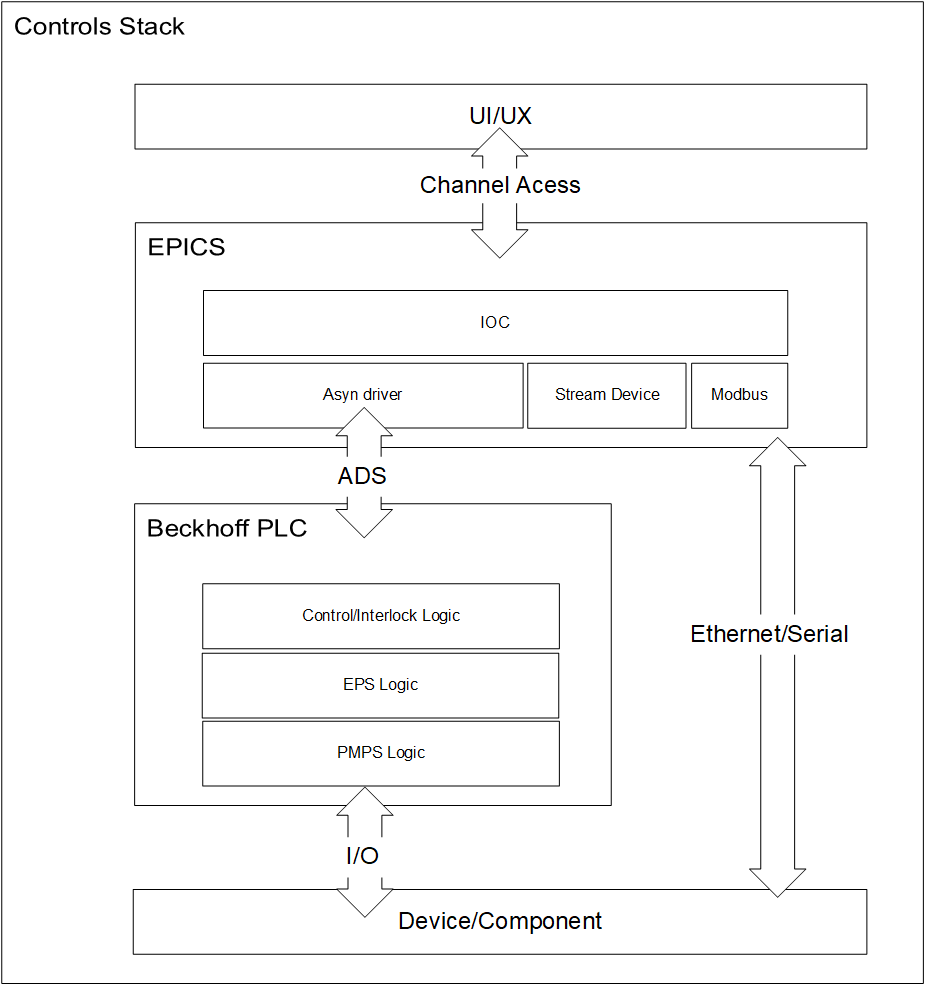 Controls Stack
UI/UX
Channel Acess
EPICS
IOC
Asyn driver
Stream Device
Modbus
ADS
Beckhoff PLC
Control/Interlock Logic
Ethernet/Serial
EPS Logic
PMPS Logic
I/O
Device/Component